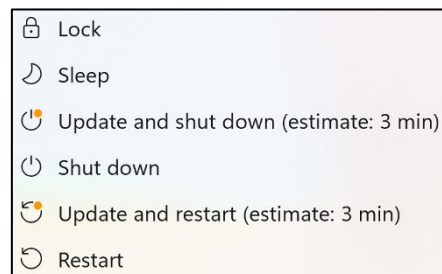 Lock
Sleep
Update and shut down (estimate: 3 min)
Shut down
Update and restart (estimate: 3 min)
Restart